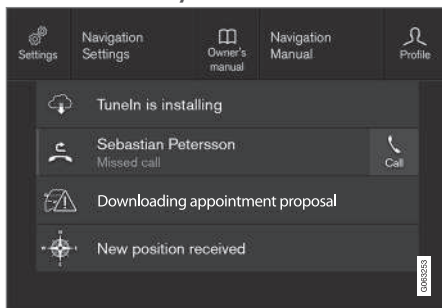 Settings
Navigation
Settings
Owner's
manual
Navigation
Manual
Profile
TuneIn is installing
Sebastian Petersson
Missed call
Call
Downloading appointment proposal
New position received
G063253